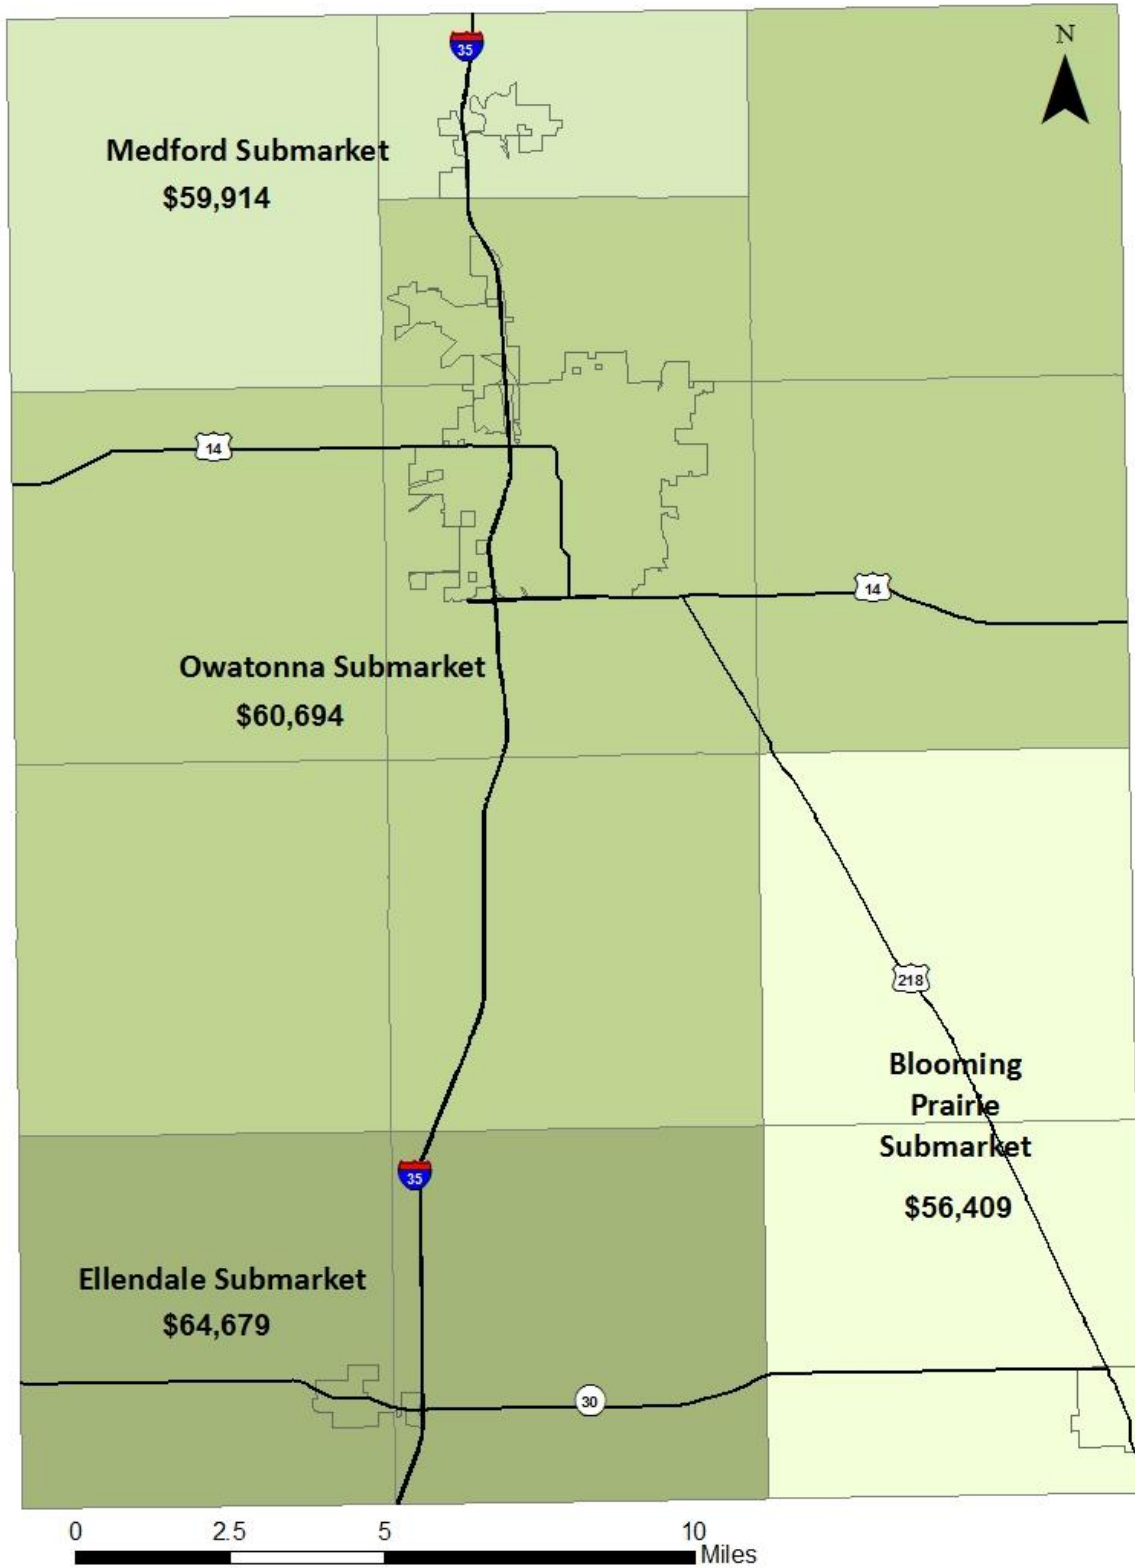 35
N
Medford Submarket
$59,914
14
14
Owatonna Submarket
$60,694
218
Blooming
Prairie
Submarket
$56,409
35
Ellendale Submarket
$64,679
30
0 2.5 5 10
Miles